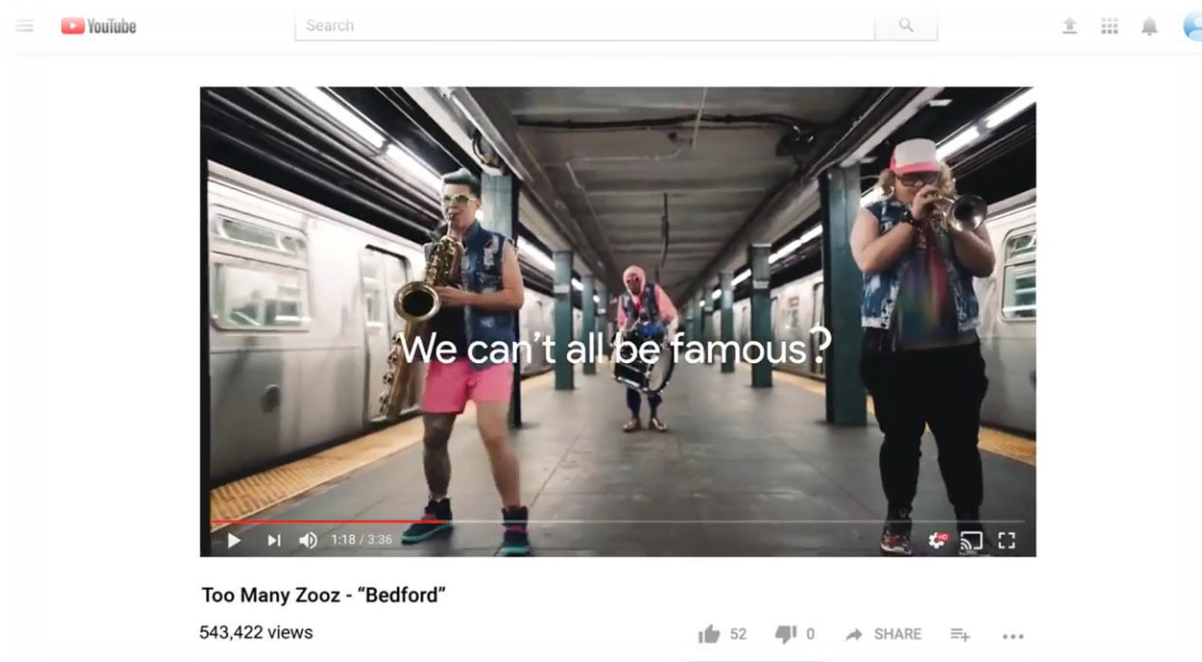 YouTube
Search
We can't all be famous?
1:18 / 3:36
HD
Too Many Zooz - “Bedford”
543,422 views
52
0
SHARE